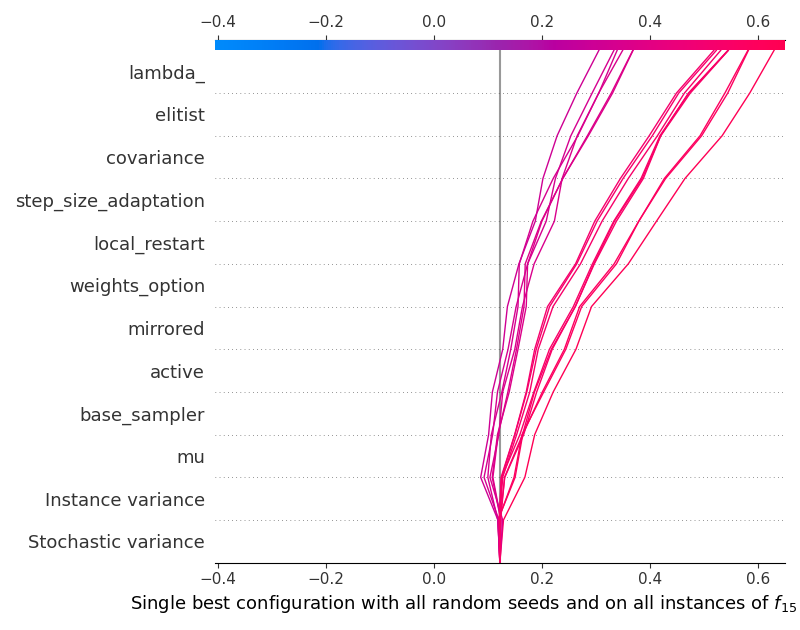 −0.4 −0.2 0.0 0.2 0.4 0.6
lambda_
elitist
covariance
step_size_adaptation
local_restart
weights_option
mirrored
active
base_sampler
mu
Instance variance
Stochastic variance
−0.4 −0.2 0.0 0.2 0.4 0.6
Single best configuration with all random seeds and on all instances of f15